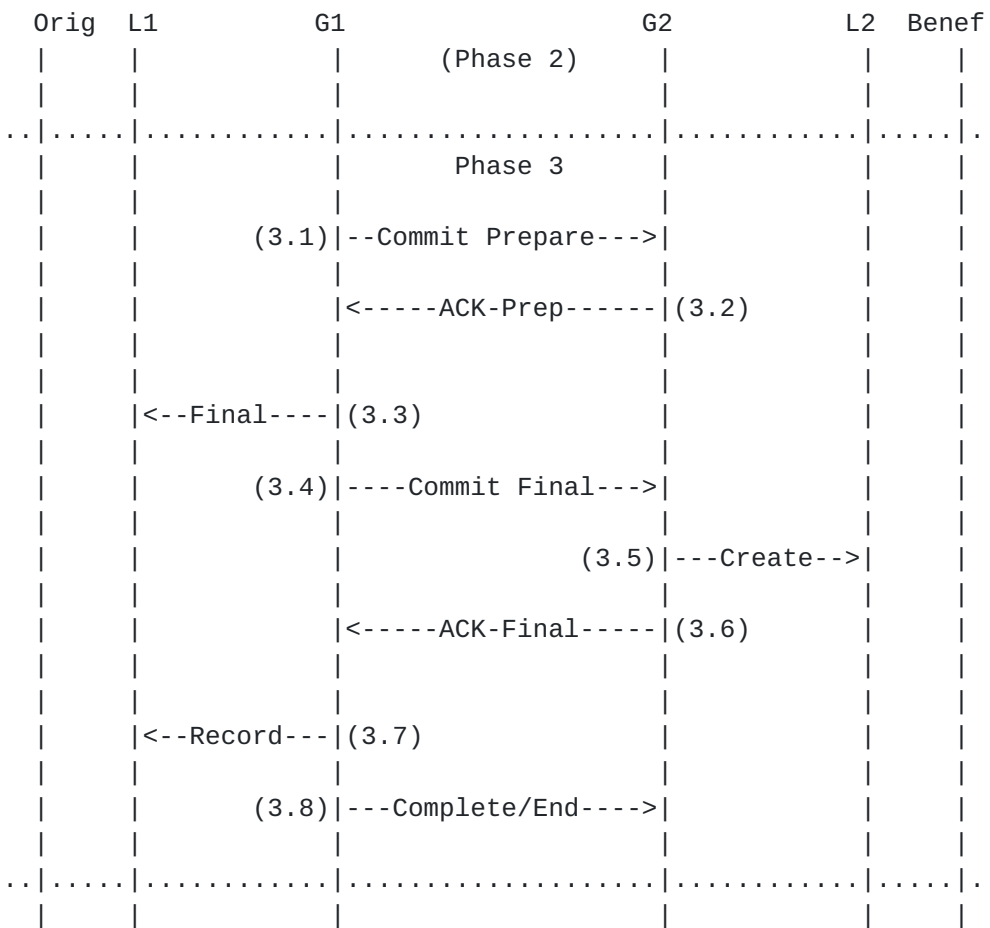 Orig  L1          G1                   G2           L2  Benef
|     |            |      (Phase 2)     |            |     |
|     |            |                    |            |     |
..|.....|............|....................|............|.....|.
|     |            |       Phase 3      |            |     |
|     |            |                    |            |     |
|     |       (3.1)|--Commit Prepare--->|            |     |
|     |            |                    |            |     |
|     |            |<-----ACK-Prep------|(3.2)       |     |
|     |            |                    |            |     |
|     |            |                    |            |     |
|     |<--Final----|(3.3)               |            |     |
|     |            |                    |            |     |
|     |       (3.4)|----Commit Final--->|            |     |
|     |            |                    |            |     |
|     |            |               (3.5)|---Create-->|     |
|     |            |                    |            |     |
|     |            |<-----ACK-Final-----|(3.6)       |     |
|     |            |                    |            |     |
|     |            |                    |            |     |
|     |<--Record---|(3.7)               |            |     |
|     |            |                    |            |     |
|     |       (3.8)|---Complete/End---->|            |     |
|     |            |                    |            |     |
..|.....|............|....................|............|.....|.
|     |            |                    |            |     |